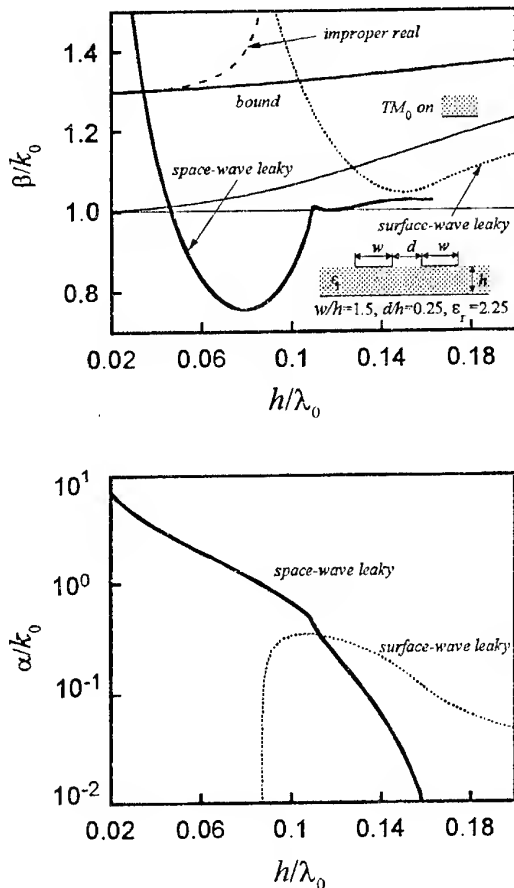 improper real
1.4
bound
TM0 on
β/k0
1.2
space-wave leaky
surface-wave leaky
1.0
w d w
εr
h
0.8
w/h=1.5, d/h=0.25, εr=2.25
0.02 0.06 0.1 0.14 0.18
h/λ0
10^1
space-wave leaky
10^0
α/k0
surface-wave leaky
10^-1
10^-2
0.02 0.06 0.1 0.14 0.18
h/λ0